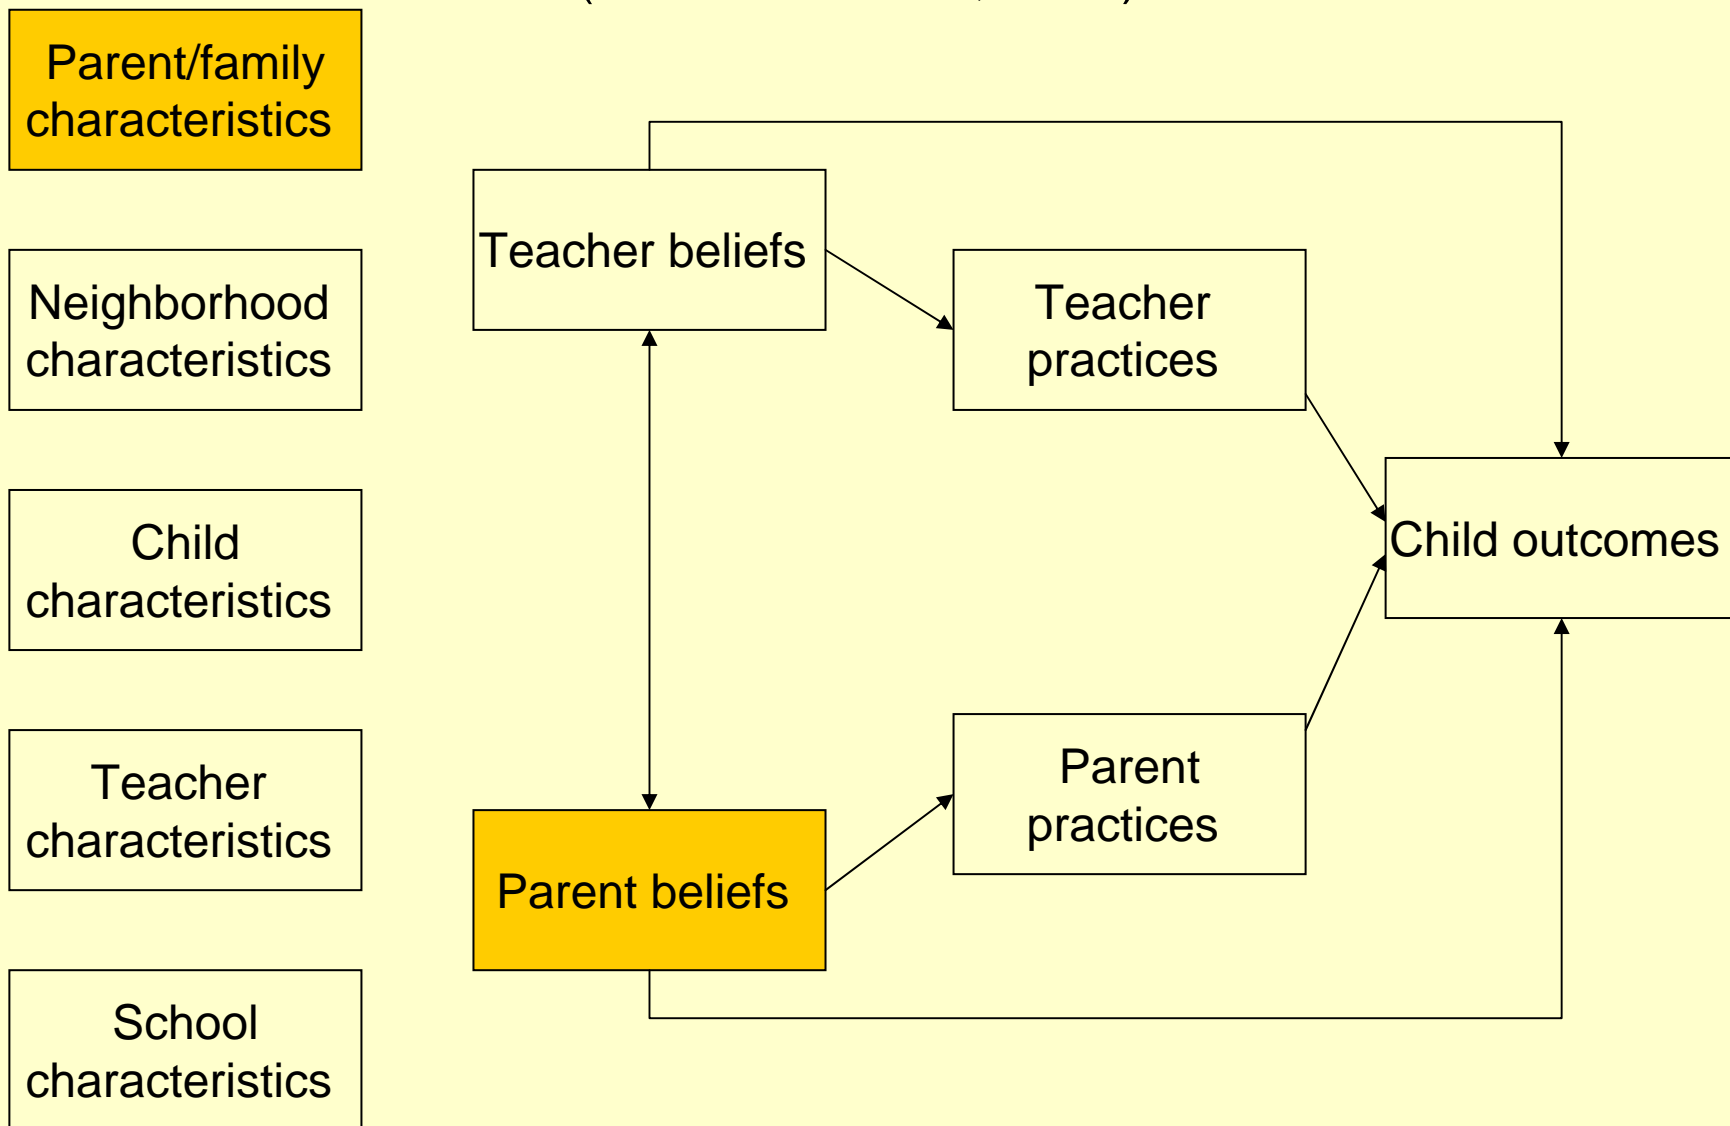 Parent/family
characteristics
Neighborhood
characteristics
Child
characteristics
Teacher
characteristics
School
characteristics
Teacher beliefs
Parent beliefs
Teacher
practices
Parent
practices
Child outcomes